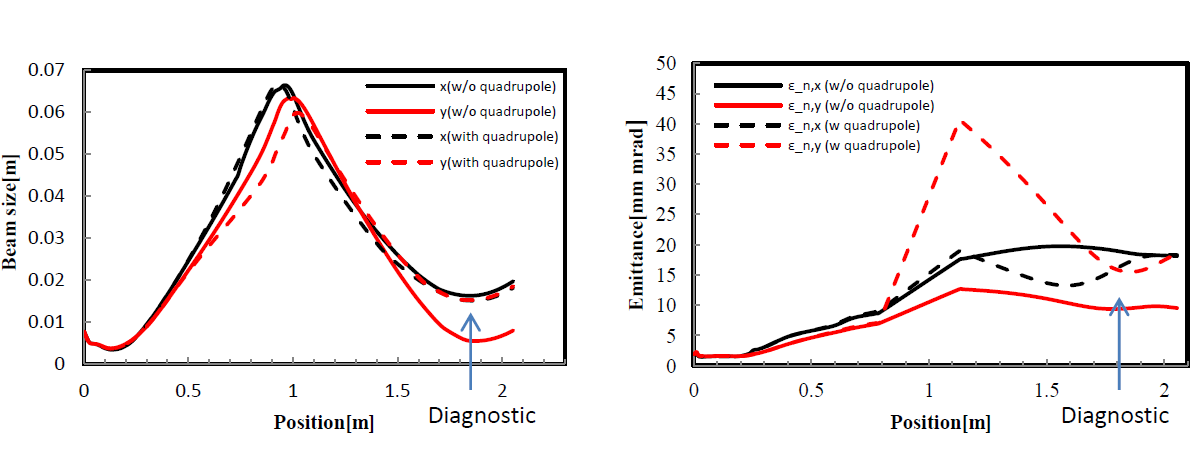 0.07
0.06
0.05
0.04
0.03
0.02
0.01
0
Beam size[m]
x(w/o quadrupole)
y(w/o quadrupole)
x(with quadrupole)
y(with quadrupole)
0 0.5 1 1.5 2
Position[m]
Diagnostic
50
45
40
35
30
25
20
15
10
5
0
Emittance[mm mrad]
ε_n,x (w/o quadrupole)
ε_n,y (w/o quadrupole)
ε_n,x (w quadrupole)
ε_n,y (w quadrupole)
0 0.5 1 1.5 2
Position[m]
Diagnostic